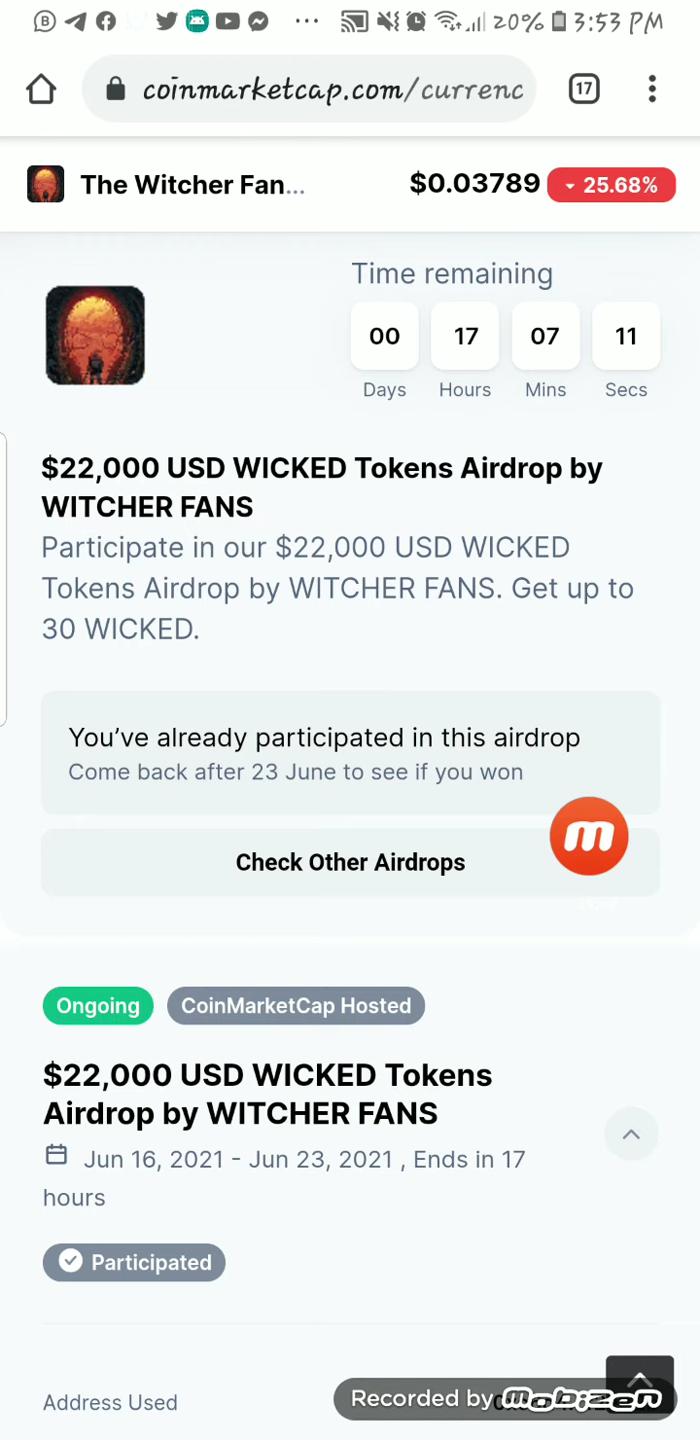 20% 3:53 PM
coinmarketcap.com/currenc
17
The Witcher Fan...
$0.03789
25.68%
Time remaining
00 17 07 11
Days Hours Mins Secs
$22,000 USD WICKED Tokens Airdrop by
WITCHER FANS
Participate in our $22,000 USD WICKED
Tokens Airdrop by WITCHER FANS. Get up to
30 WICKED.
You’ve already participated in this airdrop
Come back after 23 June to see if you won
m
Check Other Airdrops
Ongoing
CoinMarketCap Hosted
$22,000 USD WICKED Tokens
Airdrop by WITCHER FANS
Jun 16, 2021 - Jun 23, 2021 , Ends in 17
hours
Participated
Address Used
Recorded by mobizen